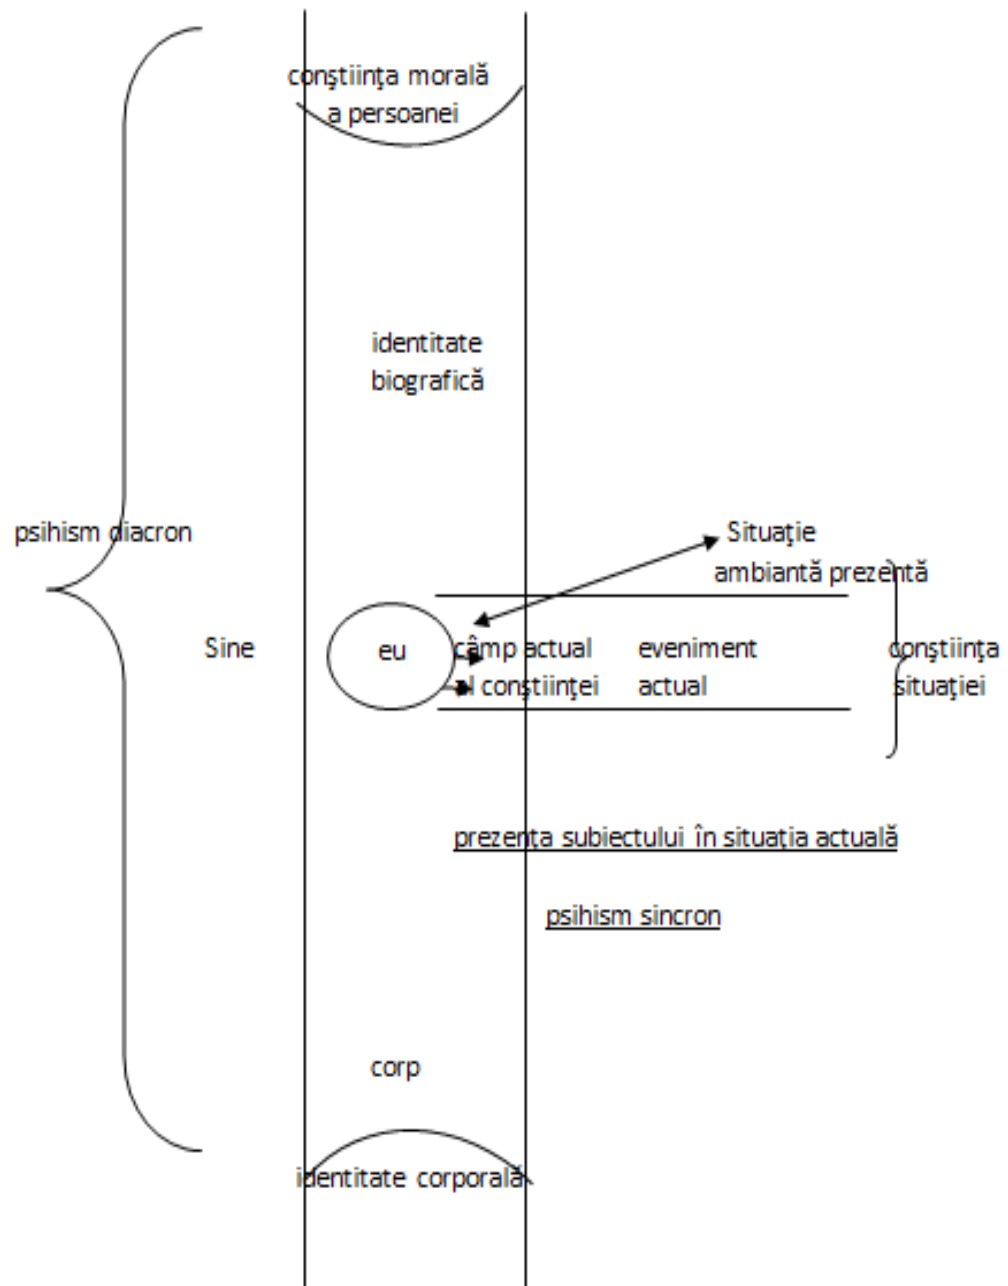 conştiinţa morală
a persoanei
identitate
biografică
psihism diacron
Situaţie
ambiantă prezentă
Sine
eu
câmp actual
al conştiinţei
eveniment
actual
conştiinţa
situaţiei
prezenţa subiectului în situaţia actuală
psihism sincron
corp
identitate corporală